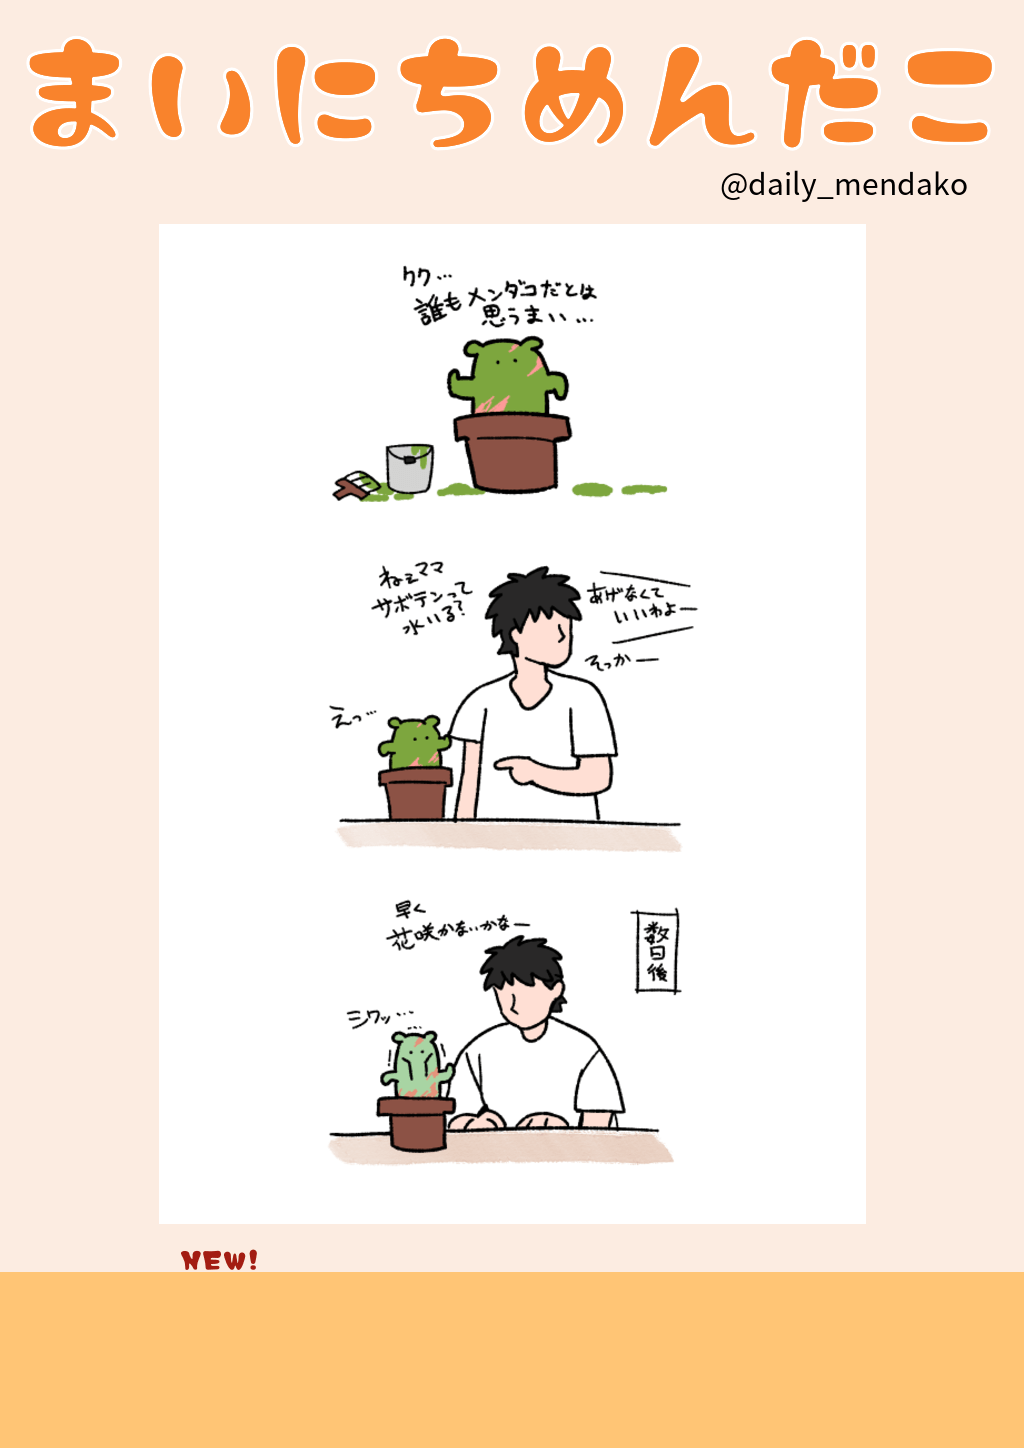 まいにちめんだこ
@daily_mendako
クク…
誰もメンダコだとは
思うまい…
ねぇママ
サボテンって
水いる?
あげなくて
いいわよー
そっかー
えっ…
数日後
早く
花咲かないかなー
シワッ…
NEW!